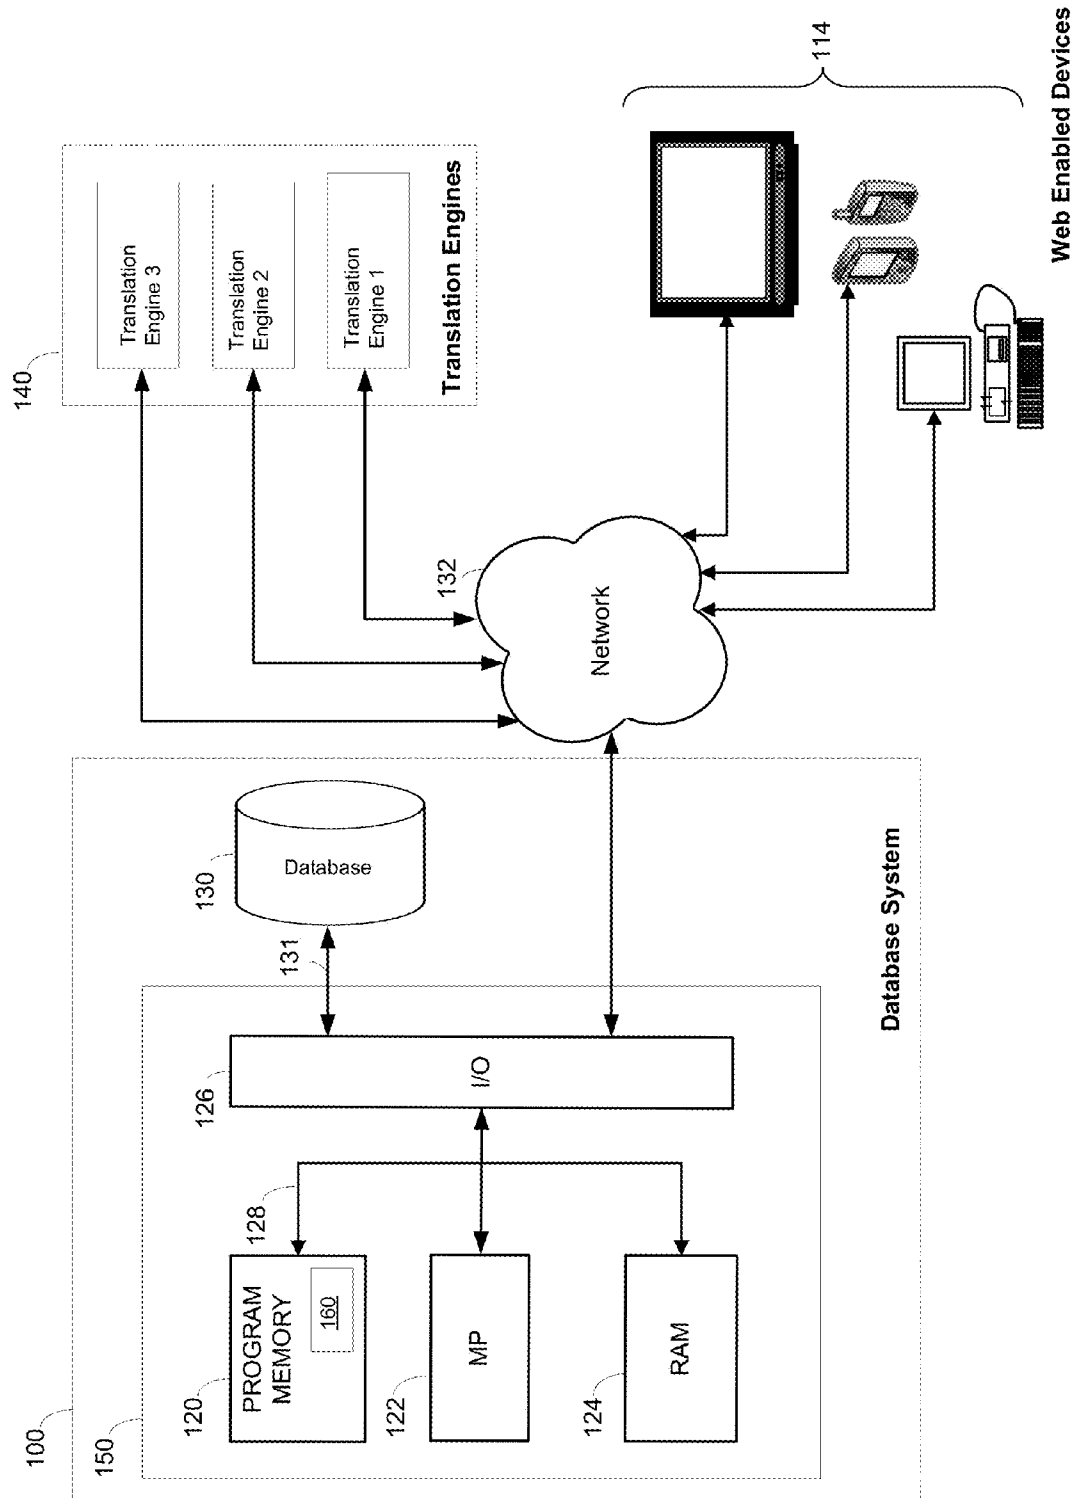 100
150
120
PROGRAM
MEMORY
160
128
122
MP
124
RAM
126
I/O
131
130
Database
Database System
132
Network
140
Translation
Engine 3
Translation
Engine 2
Translation
Engine 1
Translation Engines
114
Web Enabled Devices